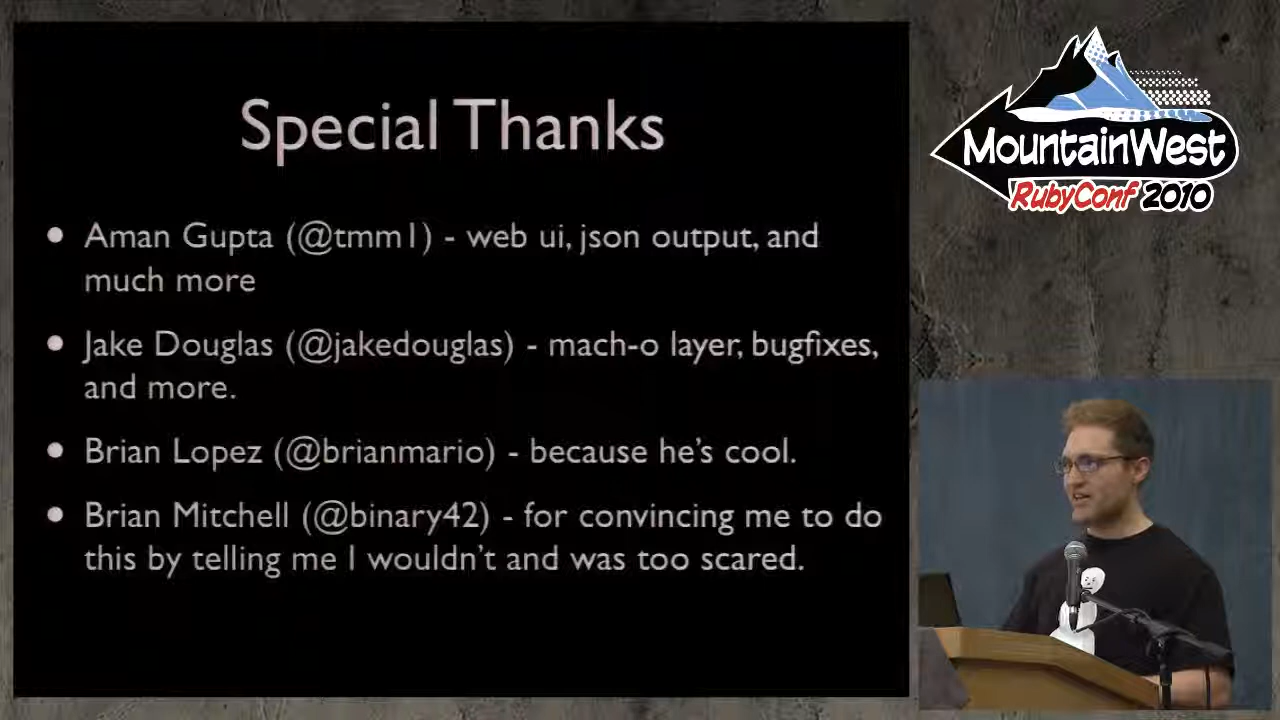 Special Thanks
Aman Gupta (@tmm1) - web ui, json output, and
much more
Jake Douglas (@jakedouglas) - mach-o layer, bugfixes,
and more.
Brian Lopez (@brianmario) - because he's cool.
Brian Mitchell (@binary42) - for convincing me to do
this by telling me I wouldn't and was too scared.
MountainWest
RubyConf 2010